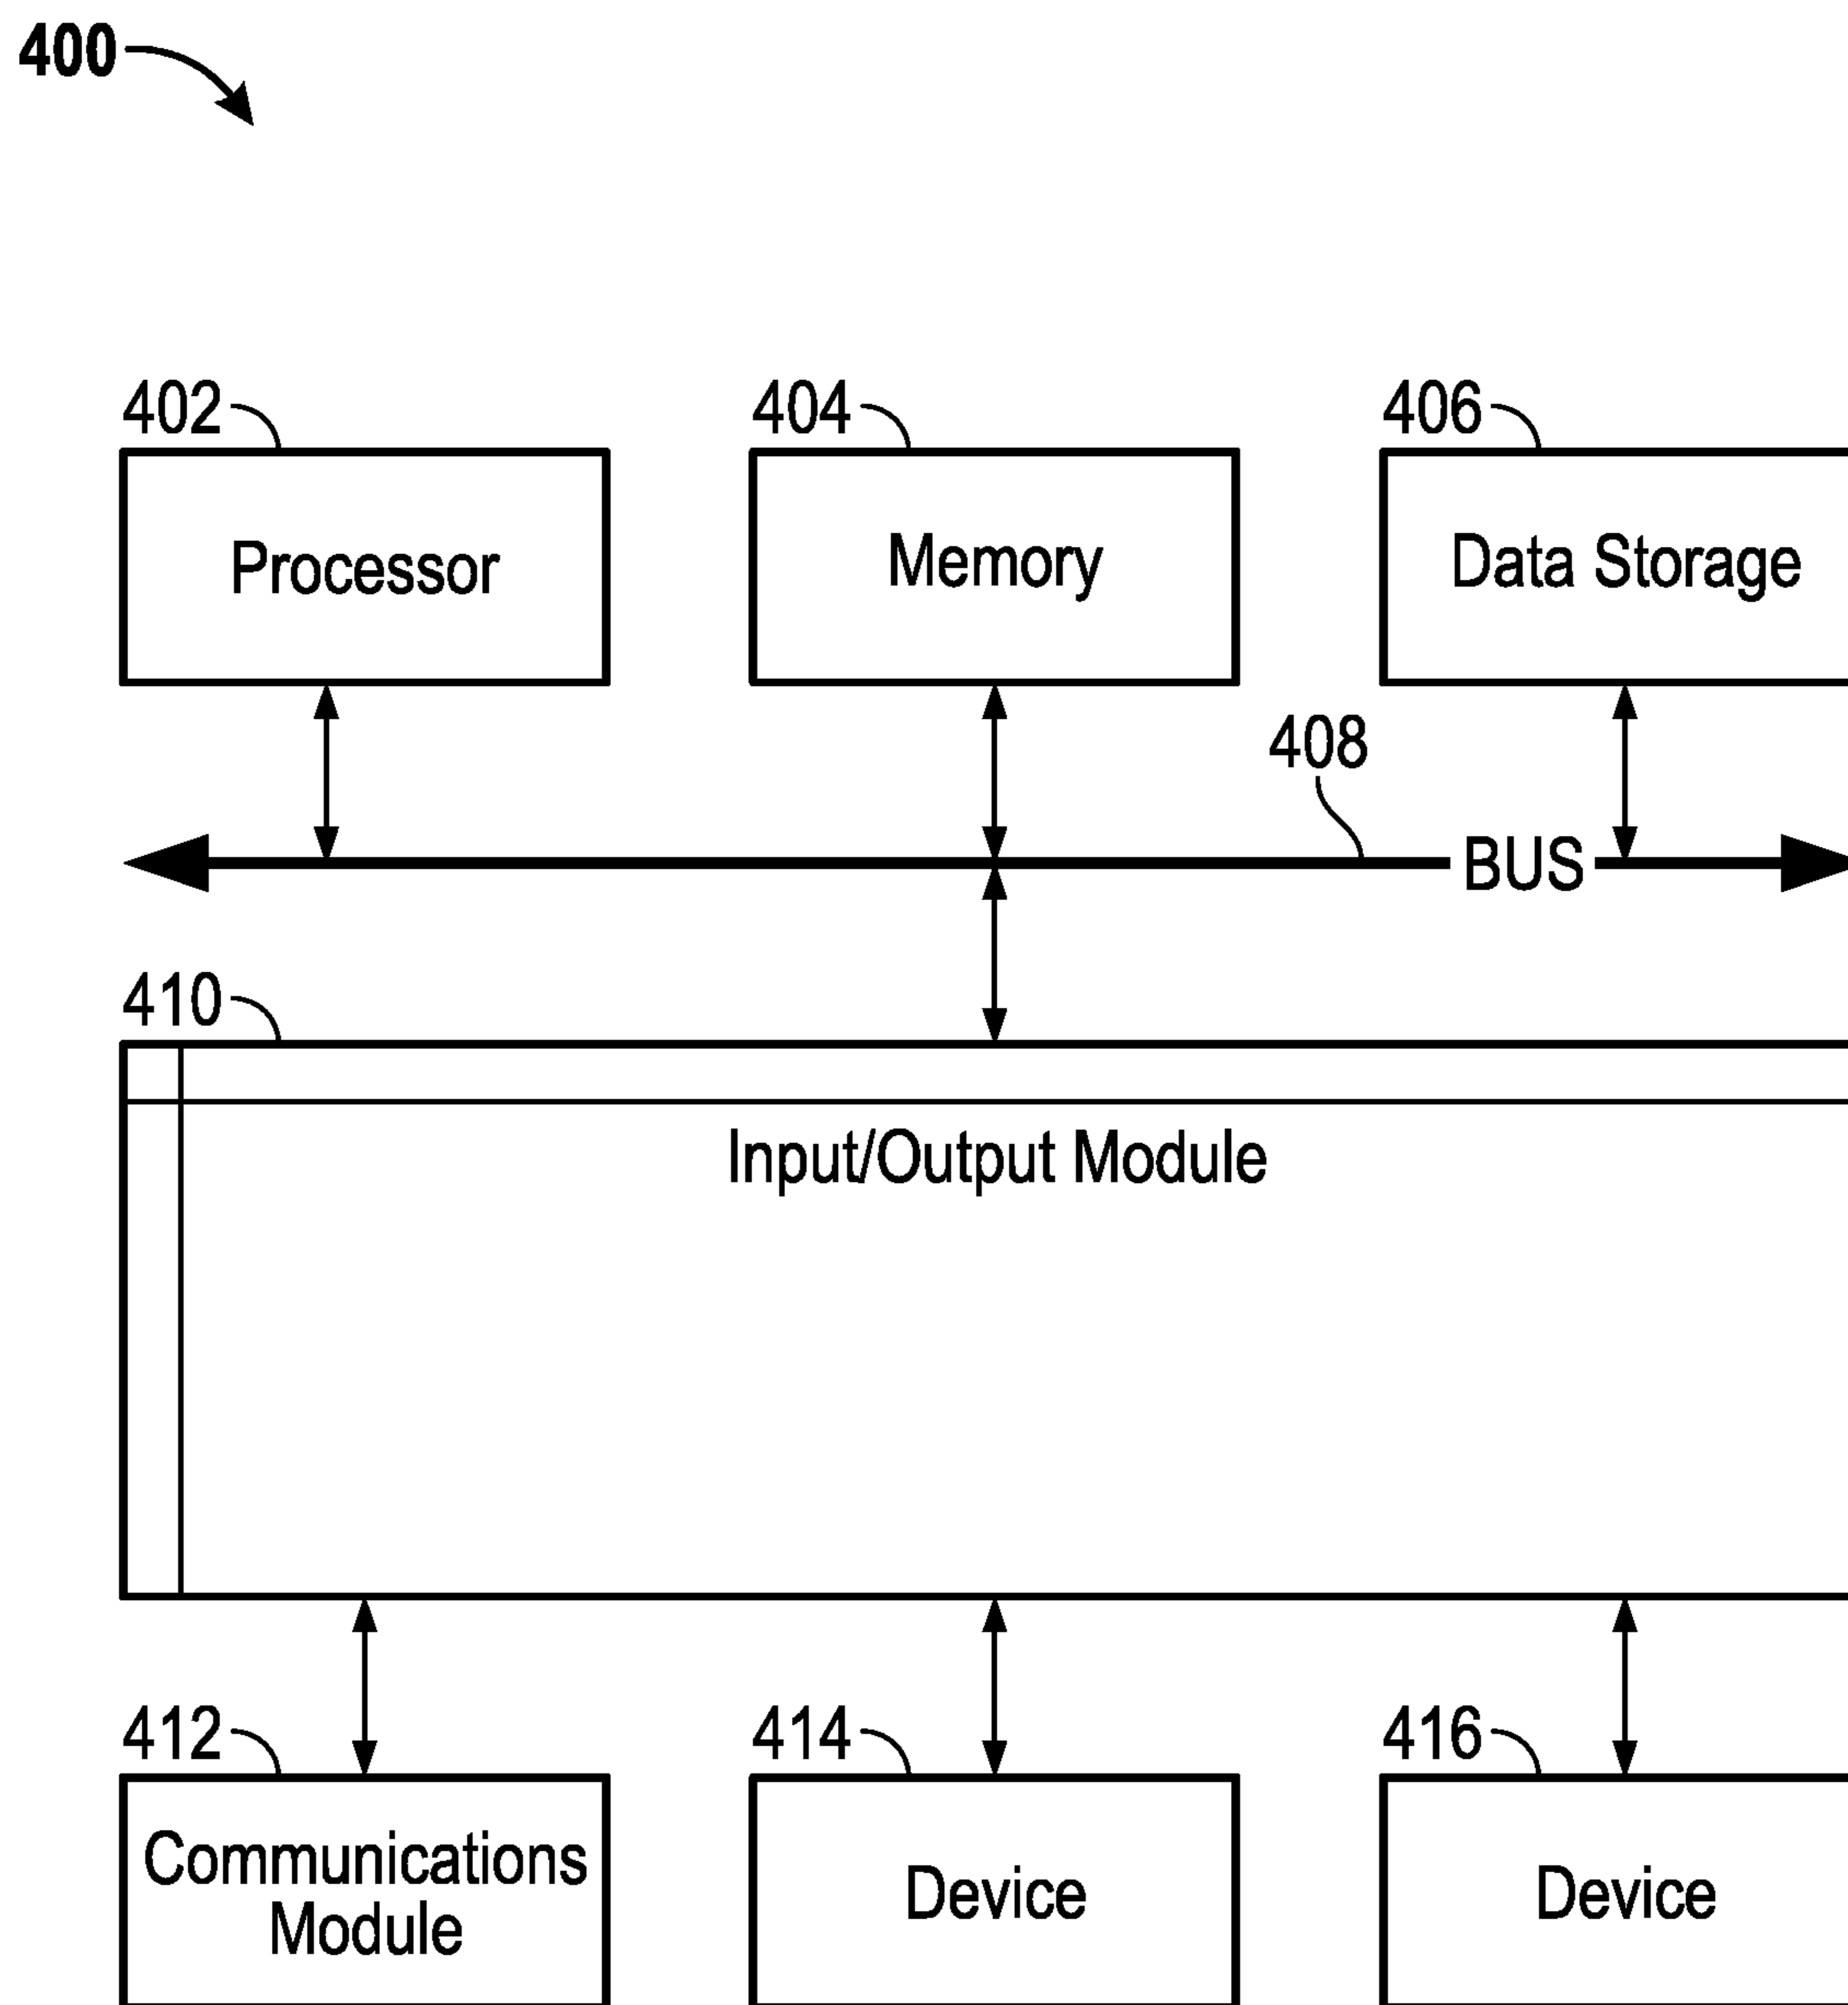 400
402
404
406
Processor
Memory
Data Storage
408
BUS
410
Input/Output Module
412
414
416
Communications
Module
Device
Device